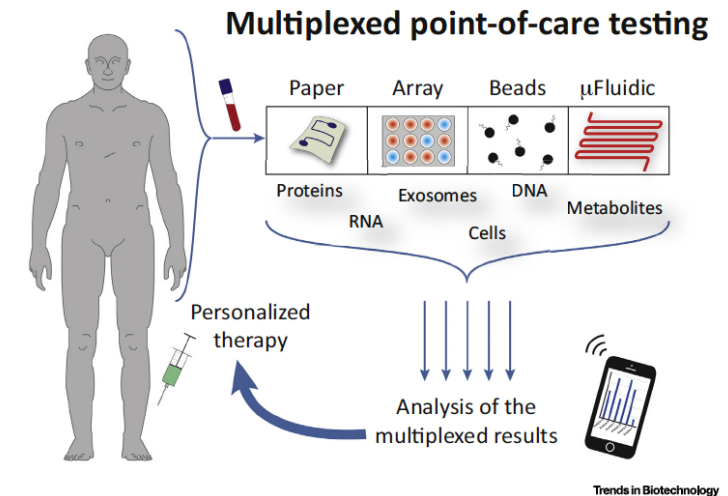 Multiplexed point-of-care testing
Paper Array Beads μFluidic
Proteins Exosomes DNA Metabolites
RNA Cells
Personalized
therapy
Analysis of the
multiplexed results
Trends in Biotechnology